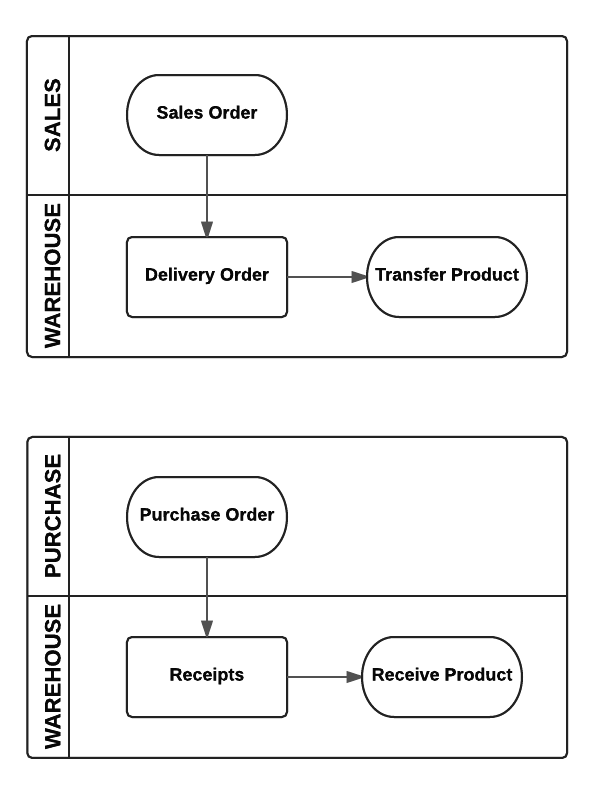 SALES
Sales Order
WAREHOUSE
Delivery Order
Transfer Product
PURCHASE
Purchase Order
WAREHOUSE
Receipts
Receive Product